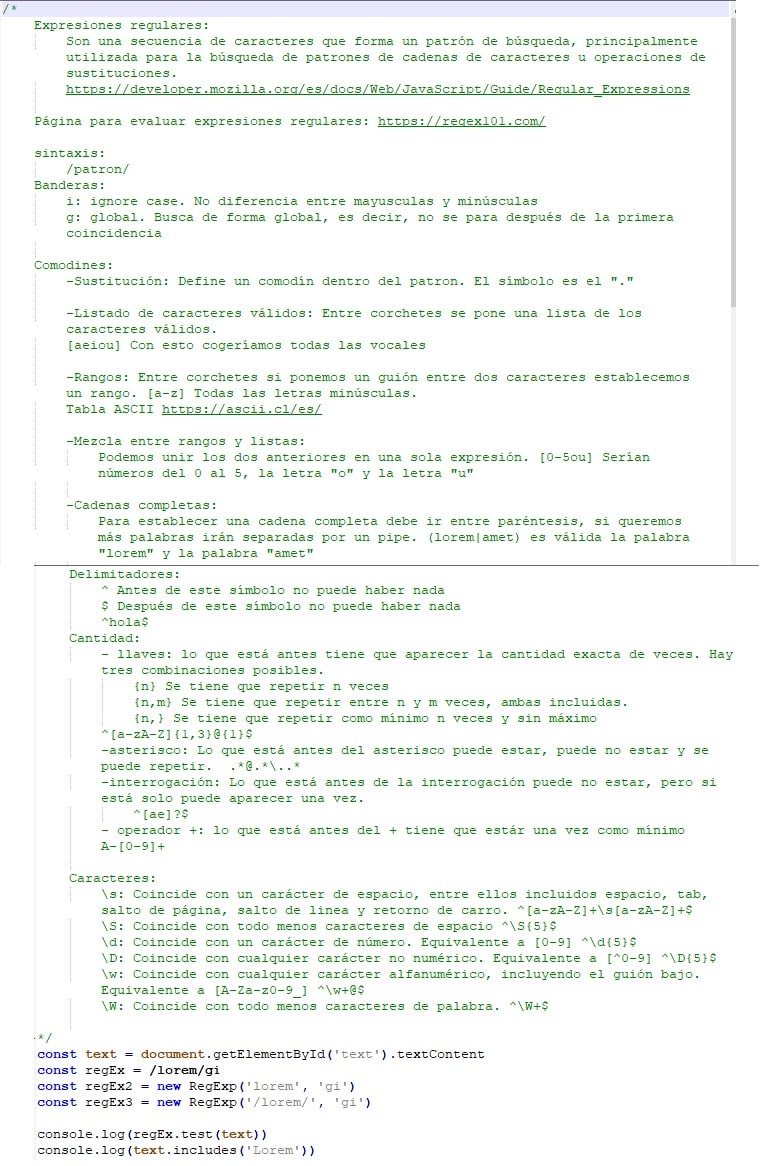 /*
Expresiones regulares:
Son una secuencia de caracteres que forma un patrón de búsqueda, principalmente
utilizada para la búsqueda de patrones de cadenas de caracteres u operaciones de
sustituciones.
https://developer.mozilla.org/es/docs/Web/JavaScript/Guide/Regular_Expressions
Página para evaluar expresiones regulares: https://regex101.com/
sintaxis:
/patron/
Banderas:
i: ignore case. No diferencia entre mayusculas y minúsculas
g: global. Busca de forma global, es decir, no se para después de la primera
coincidencia
Comodines:
-Sustitución: Define un comodín dentro del patron. El símbolo es el "."
-Listado de caracteres válidos: Entre corchetes se pone una lista de los
caracteres válidos.
[aeiou] Con esto cogeríamos todas las vocales
-Rangos: Entre corchetes si ponemos un guión entre dos caracteres establecemos
un rango. [a-z] Todas las letras minúsculas.
Tabla ASCII https://ascii.cl/es/
-Mezcla entre rangos y listas:
Podemos unir los dos anteriores en una sola expresión. [0-5ou] Serían
números del 0 al 5, la letra "o" y la letra "u"
-Cadenas completas:
Para establecer una cadena completa debe ir entre paréntesis, si queremos
más palabras irán separadas por un pipe. (lorem|amet) es válida la palabra
"lorem" y la palabra "amet"
Delimitadores:
^ Antes de este símbolo no puede haber nada
$ Después de este símbolo no puede haber nada
^hola$
Cantidad:
- llaves: lo que está antes tiene que aparecer la cantidad exacta de veces. Hay
tres combinaciones posibles.
{n} Se tiene que repetir n veces
{n,m} Se tiene que repetir entre n y m veces, ambas incluidas.
{n,} Se tiene que repetir como mínimo n veces y sin máximo
^[a-zA-Z]{1,3}@{1}$
-asterisco: Lo que está antes del asterisco puede estar, puede no estar y se
puede repetir.  .*@.*\..*
-interrogación: Lo que está antes de la interrogación puede no estar, pero si
está solo puede aparecer una vez.
^[ae]?$
- operador +: lo que está antes del + tiene que estár una vez como mínimo
A-[0-9]+
Caracteres:
\s: Coincide con un carácter de espacio, entre ellos incluidos espacio, tab,
salto de página, salto de linea y retorno de carro. ^[a-zA-Z]+\s[a-zA-Z]+$
\S: Coincide con todo menos caracteres de espacio ^\S{5}$
\d: Coincide con un carácter de número. Equivalente a [0-9] ^\d{5}$
\D: Coincide con cualquier carácter no numérico. Equivalente a [^0-9] ^\D{5}$
\w: Coincide con cualquier carácter alfanumérico, incluyendo el guión bajo.
Equivalente a [A-Za-z0-9_] ^\w+@$
\W: Coincide con todo menos caracteres de palabra. ^\W+$
*/
const text = document.getElementById('text').textContent
const regEx = /lorem/gi
const regEx2 = new RegExp('lorem', 'gi')
const regEx3 = new RegExp('/lorem/', 'gi')
console.log(regEx.test(text))
console.log(text.includes('Lorem'))